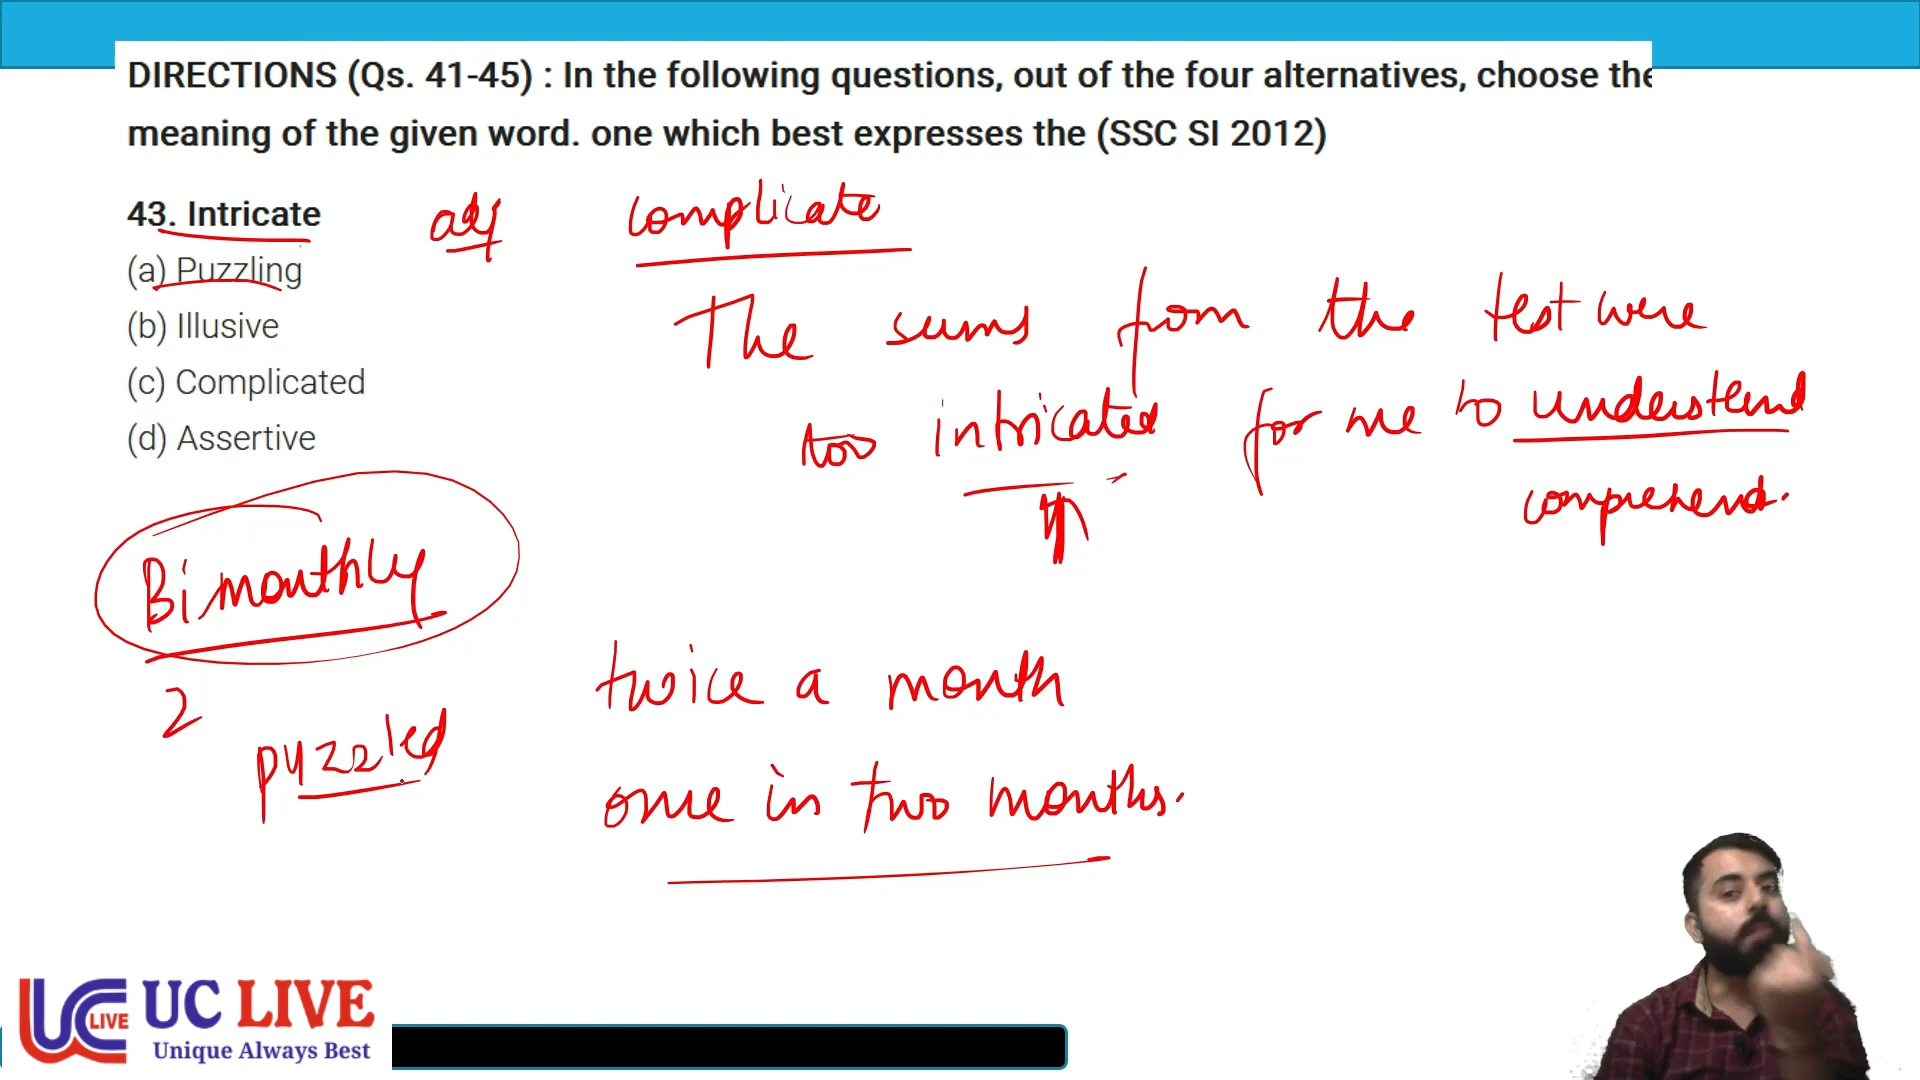 DIRECTIONS (Qs. 41-45) : In the following questions, out of the four alternatives, choose the
meaning of the given word. one which best expresses the (SSC SI 2012)
43. Intricate adj complicate
(a) Puzzling
(b) Illusive
(c) Complicated
(d) Assertive
The sums from the test were
too intricated for me to understand
comprehend.
Bimonthly
2
puzzled
twice a month
once in two months.
UC LIVE UC LIVE
Unique Always Best